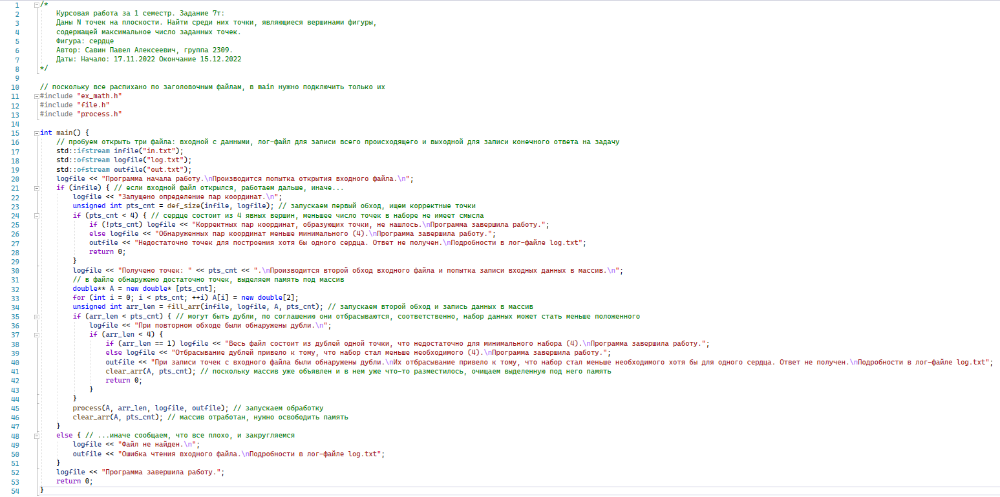 1 /*
2 Курсовая работа за 1 семестр. Задание 7т:
3 Даны N точек на плоскости. Найти среди них точки, являющиеся вершинами фигуры,
4 содержащей максимальное число заданных точек.
5 Фигура: сердце
6 Автор: Савин Павел Алексеевич, группа 2309.
7 Даты: Начало: 17.11.2022 Окончание 15.12.2022
8 */
9
10 // поскольку все распихано по заголовочным файлам, в main нужно подключить только их
11 #include "ex_math.h"
12 #include "file.h"
13 #include "process.h"
14
15 int main() {
16 // пробуем открыть три файла: входной с данными, лог-файл для записи всего происходящего и выходной для записи конечного ответа на задачу
17 std::ifstream infile("in.txt");
18 std::ofstream logfile("log.txt");
19 std::ofstream outfile("out.txt");
20 logfile << "Программа начала работу.\nПроизводится попытка открытия входного файла.\n";
21 if (infile) { // если входной файл открылся, работаем дальше, иначе...
22 logfile << "Запущено определение пар координат.\n";
23 unsigned int pts_cnt = def_size(infile, logfile); // запускаем первый обход, ищем корректные точки
24 if (pts_cnt < 4) { // сердце состоит из 4 явных вершин, меньшее число точек в наборе не имеет смысла
25 if (!pts_cnt) logfile << "Корректных пар координат, образующих точки, не нашлось.\nПрограмма завершила работу.";
26 else logfile << "Обнаруженных пар координат меньше минимального (4).\nПрограмма завершила работу.";
27 outfile << "Недостаточно точек для построения хотя бы одного сердца. Ответ не получен.\nПодробности в лог-файле log.txt";
28 return 0;
29 }
30 logfile << "Получено точек: " << pts_cnt << ".\nПроизводится второй обход входного файла и попытка записи входных данных в массив.\n";
31 // в файле обнаружено достаточно точек, выделяем память под массив
32 double** A = new double* [pts_cnt];
33 for (int i = 0; i < pts_cnt; ++i) A[i] = new double[2];
34 unsigned int arr_len = fill_arr(infile, logfile, A, pts_cnt); // запускаем второй обход и запись данных в массив
35 if (arr_len < pts_cnt) { // могут быть дубли, по соглашению они отбрасываются, соответственно, набор данных может стать меньше положенного
36 logfile << "При повторном обходе были обнаружены дубли.\n";
37 if (arr_len < 4) {
38 if (arr_len == 1) logfile << "Весь файл состоит из дублей одной точки, что недостаточно для минимального набора (4).\nПрограмма завершила работу.";
39 else logfile << "Отбрасывание дублей привело к тому, что набор стал меньше необходимого (4).\nПрограмма завершила работу.";
40 outfile << "При записи точек с входного файла были обнаружены дубли.\nИх отбрасывание привело к тому, что набор стал меньше необходимого хотя бы для одного сердца. Ответ не получен.\nПодробности в лог-файле log.txt";
41 clear_arr(A, pts_cnt); // поскольку массив уже объявлен и в нем уже что-то разместилось, очищаем выделенную под него память
42 return 0;
43 }
44 }
45 process(A, arr_len, logfile, outfile); // запускаем обработку
46 clear_arr(A, pts_cnt); // массив отработан, нужно освободить память
47 }
48 else { // ...иначе сообщаем, что все плохо, и закругляемся
49 logfile << "Файл не найден.\n";
50 outfile << "Ошибка чтения входного файла.\nПодробности в лог-файле log.txt";
51 }
52 logfile << "Программа завершила работу.";
53 return 0;
54 }